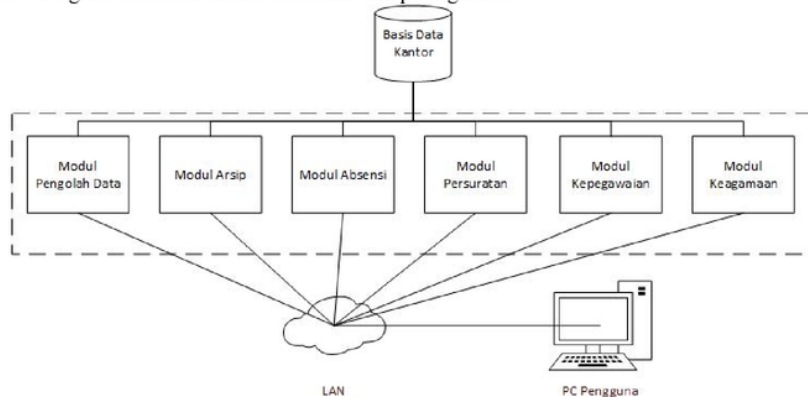 Basis Data
Kantor
Modul
Pengolah Data
Modul Arsip
Modul Absensi
Modul
Persuratan
Modul
Kepegawaian
Modul
Keagamaan
LAN
PC Pengguna